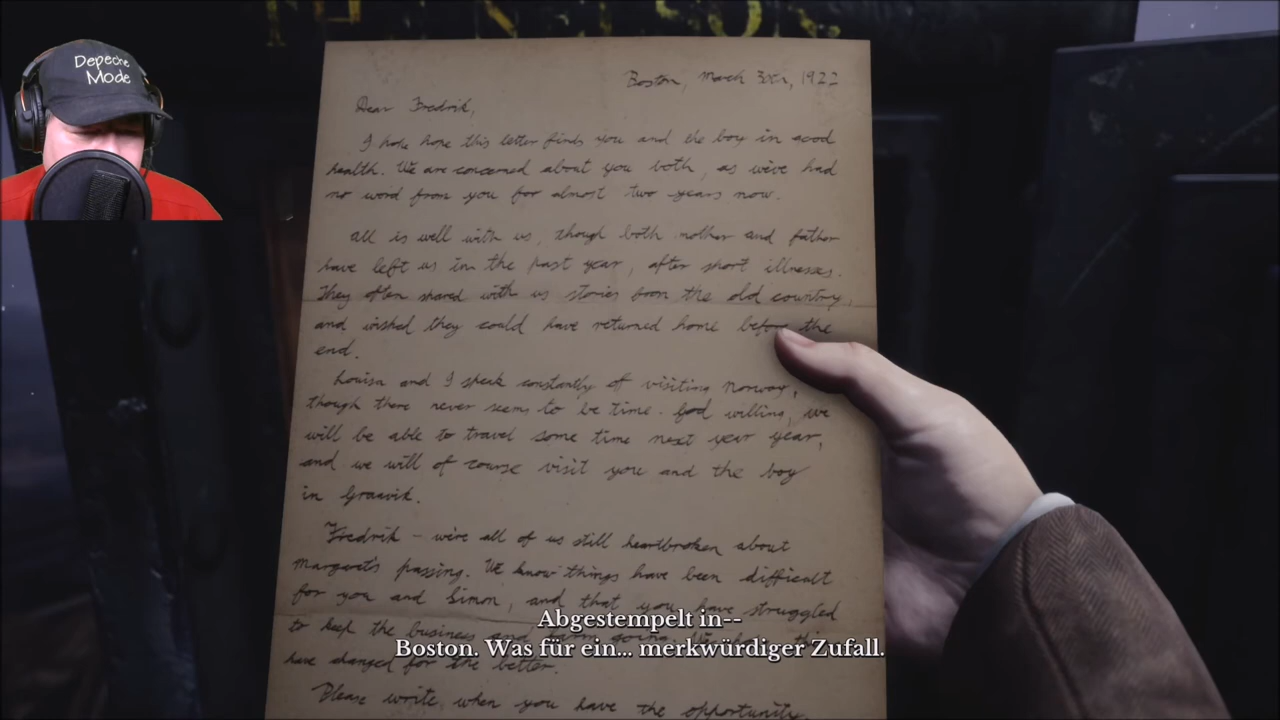 Depeche
Mode
Boston, March 30th, 1922
Dear Fredrik,
I hope hope this letter finds you and the boy in good
health. We are concerned about you both, as we've had
no word from you for almost two years now.
All is well with us, though both mother and father
have left us in the past year, after short illnesses.
They often shared with us stories from the old country,
and wished they could have returned home before the
end.
Louisa and I speak constantly of visiting Norway,
though there never seems to be time. God willing, we
will be able to travel some time next year year,
and we will of course visit you and the boy
in Graavik.
Fredrik - we're all of us still heartbroken about
Margaret's passing. We know things have been difficult
for you and Simon, and that you have struggled
to keep the business and farm going. We
have changed for the better.
Please write when you have the opportunity.
Abgestempelt in--
Boston. Was für ein... merkwürdiger Zufall.